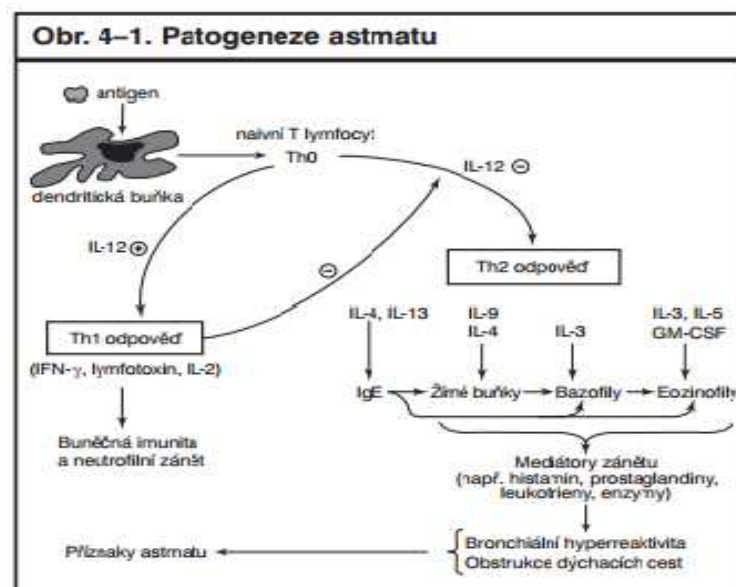 Obr. 4–1. Patogeneze astmatu
antigen
dendritická buňka
naivní T lymfocyt
Th0
IL-12 ⊖
IL-12 ⊕
⊖
Th2 odpověď
Th1 odpověď
(IFN-γ, lymfotoxin, IL-2)
Buněčná imunita
a neutrofilní zánět
IL-4, IL-13
IL-9
IL-4
IL-3
IL-3, IL-5
GM-CSF
IgE
Žírné buňky
Bazofily
Eozinofily
Mediátory zánětu
(např. histamin, prostaglandiny,
leukotrieny, enzymy)
Bronchiální hyperreaktivita
Obstrukce dýchacích cest
Příznaky astmatu